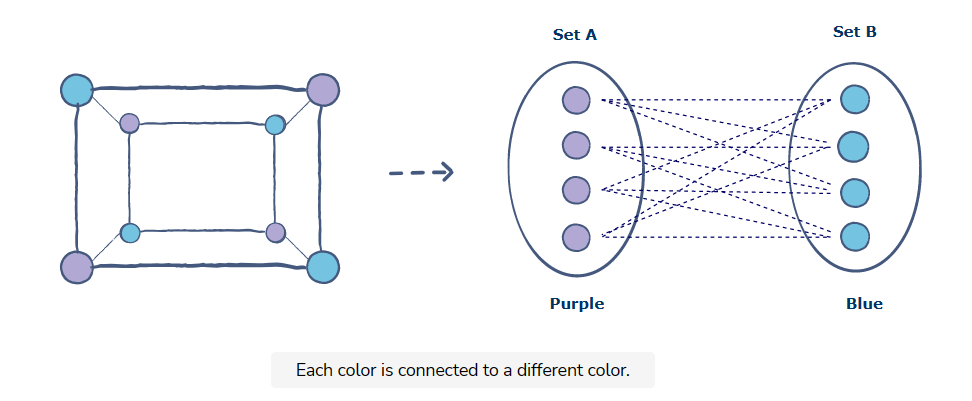 Set A
Set B
Purple
Blue
Each color is connected to a different color.